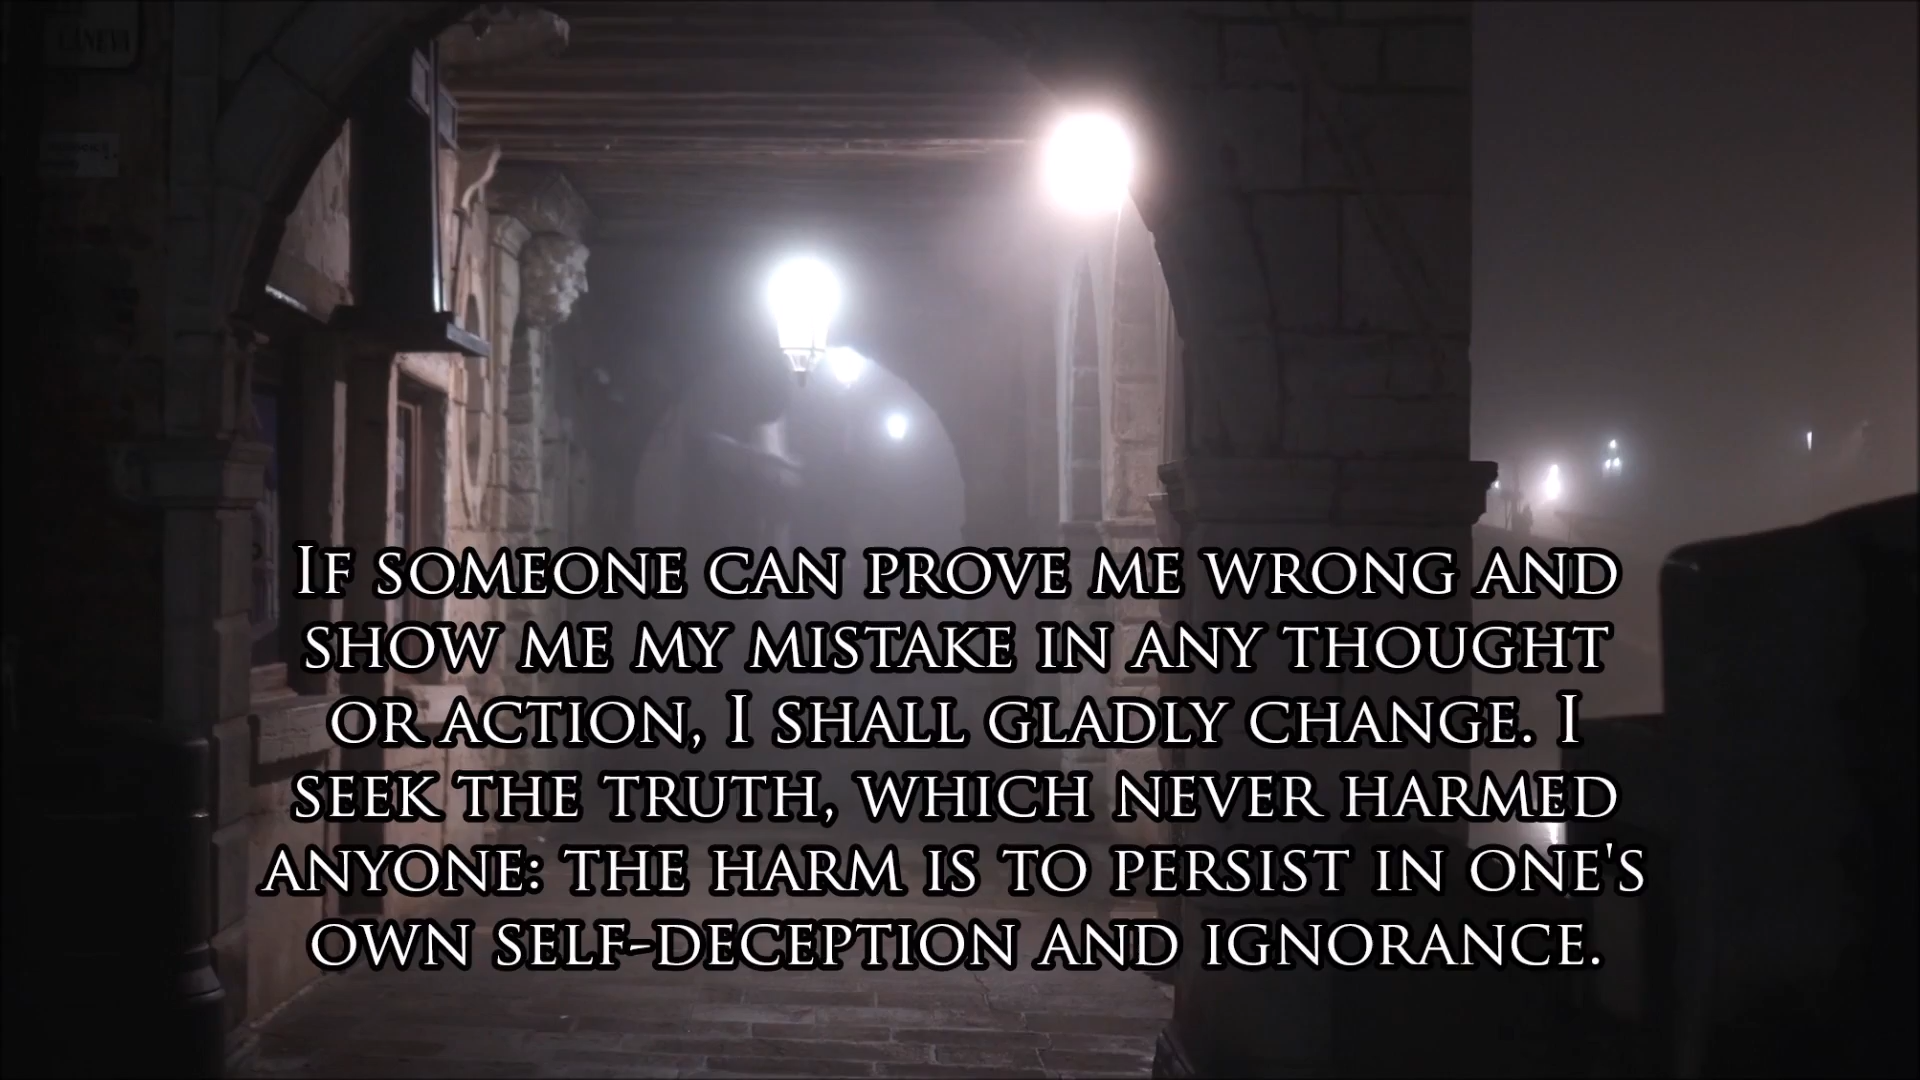 CANEVA
If someone can prove me wrong and
show me my mistake in any thought
or action, I shall gladly change. I
seek the truth, which never harmed
anyone: the harm is to persist in one's
own self-deception and ignorance.